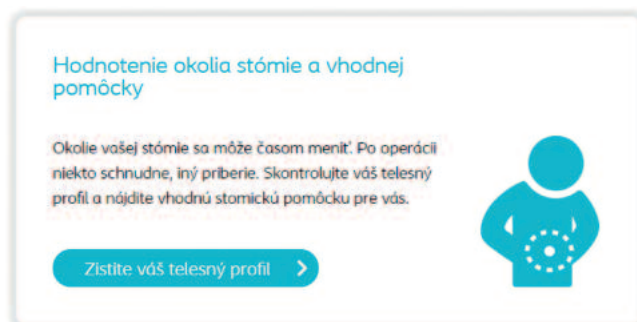 Hodnotenie okolia stómie a vhodnej
pomôcky
Okolie vašej stómie sa môže časom meniť. Po operácii
niekto schnudne, iný priberie. Skontrolujte váš telesný
profil a nájdite vhodnú stomickú pomôcku pre vás.
Zistite váš telesný profil